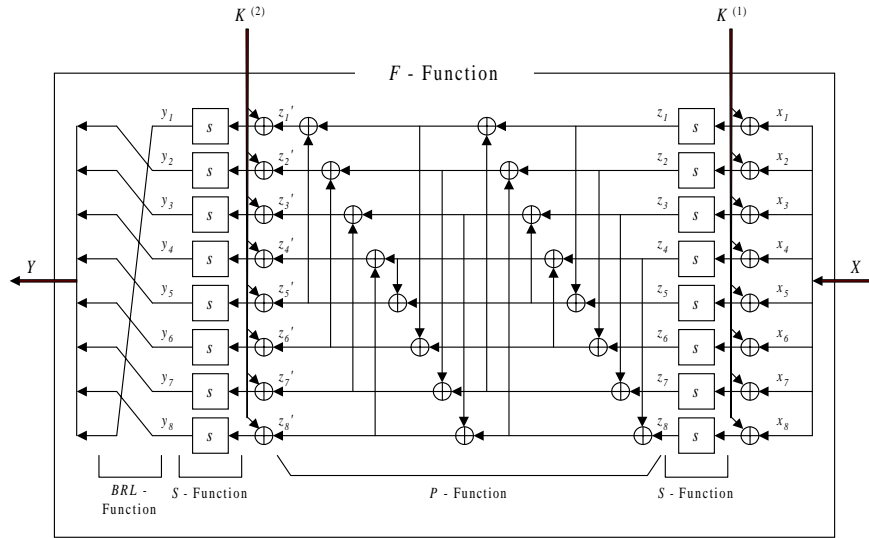 K (2) K (1)
F - Function
y1 s z1' z1 s x1
y2 s z2' z2 s x2
y3 s z3' z3 s x3
y4 s z4' z4 s x4
Y X
y5 s z5' z5 s x5
y6 s z6' z6 s x6
y7 s z7' z7 s x7
y8 s z8' z8 s x8
BRL - S - Function P - Function S - Function
Function